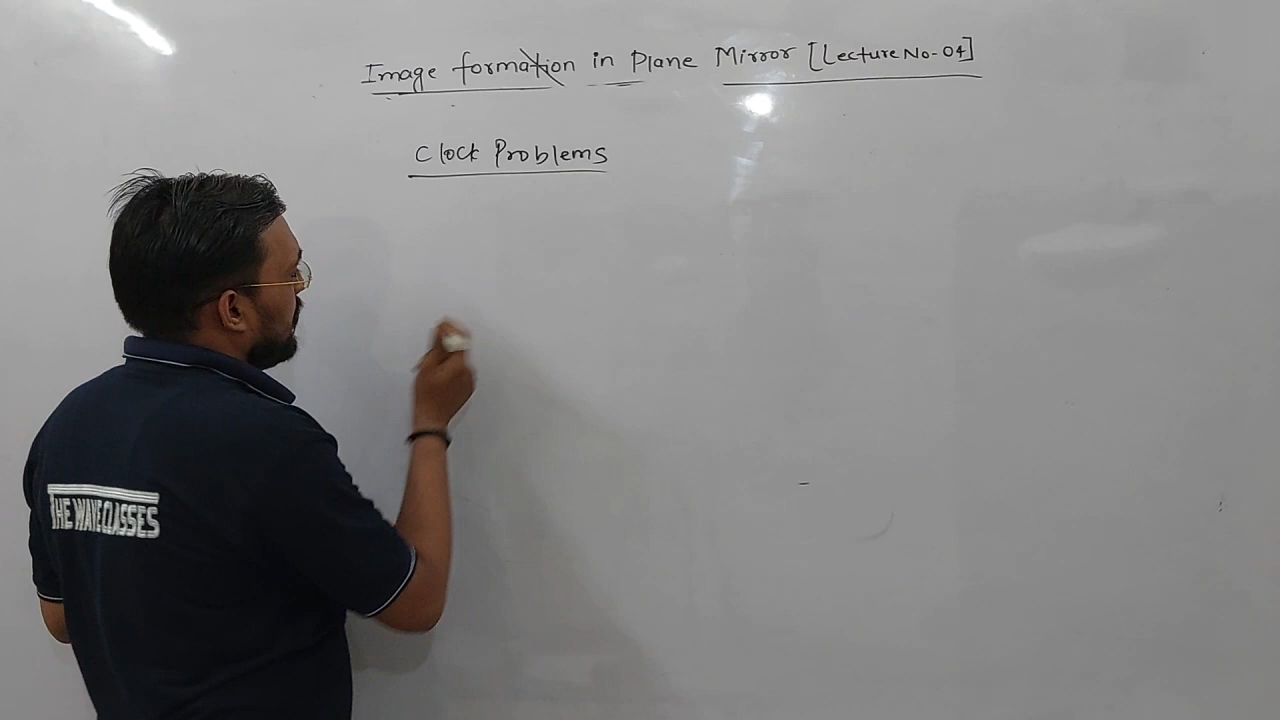 Image formation in Plane Mirror [Lecture No-04]
Clock Problems
THE WAVE CLASSES